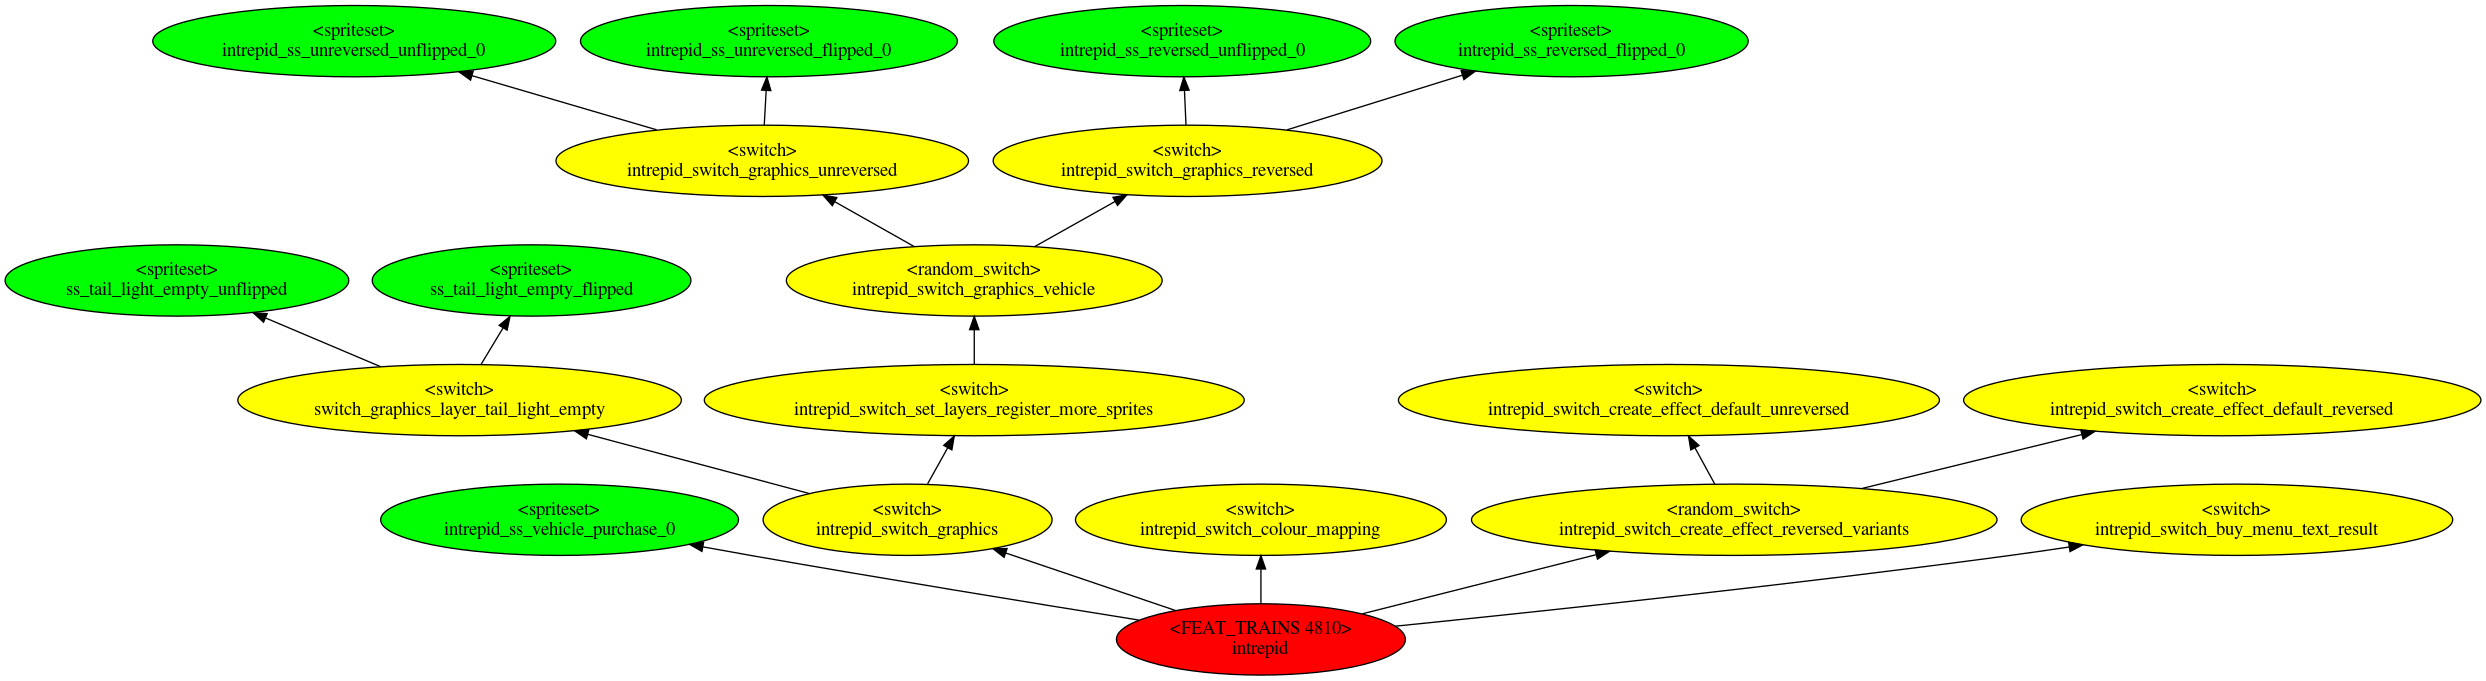 <spriteset>
intrepid_ss_unreversed_unflipped_0
<spriteset>
intrepid_ss_unreversed_flipped_0
<spriteset>
intrepid_ss_reversed_unflipped_0
<spriteset>
intrepid_ss_reversed_flipped_0
<switch>
intrepid_switch_graphics_unreversed
<switch>
intrepid_switch_graphics_reversed
<spriteset>
ss_tail_light_empty_unflipped
<spriteset>
ss_tail_light_empty_flipped
<random_switch>
intrepid_switch_graphics_vehicle
<switch>
switch_graphics_layer_tail_light_empty
<switch>
intrepid_switch_set_layers_register_more_sprites
<switch>
intrepid_switch_create_effect_default_unreversed
<switch>
intrepid_switch_create_effect_default_reversed
<spriteset>
intrepid_ss_vehicle_purchase_0
<switch>
intrepid_switch_graphics
<switch>
intrepid_switch_colour_mapping
<random_switch>
intrepid_switch_create_effect_reversed_variants
<switch>
intrepid_switch_buy_menu_text_result
<FEAT_TRAINS 4810>
intrepid